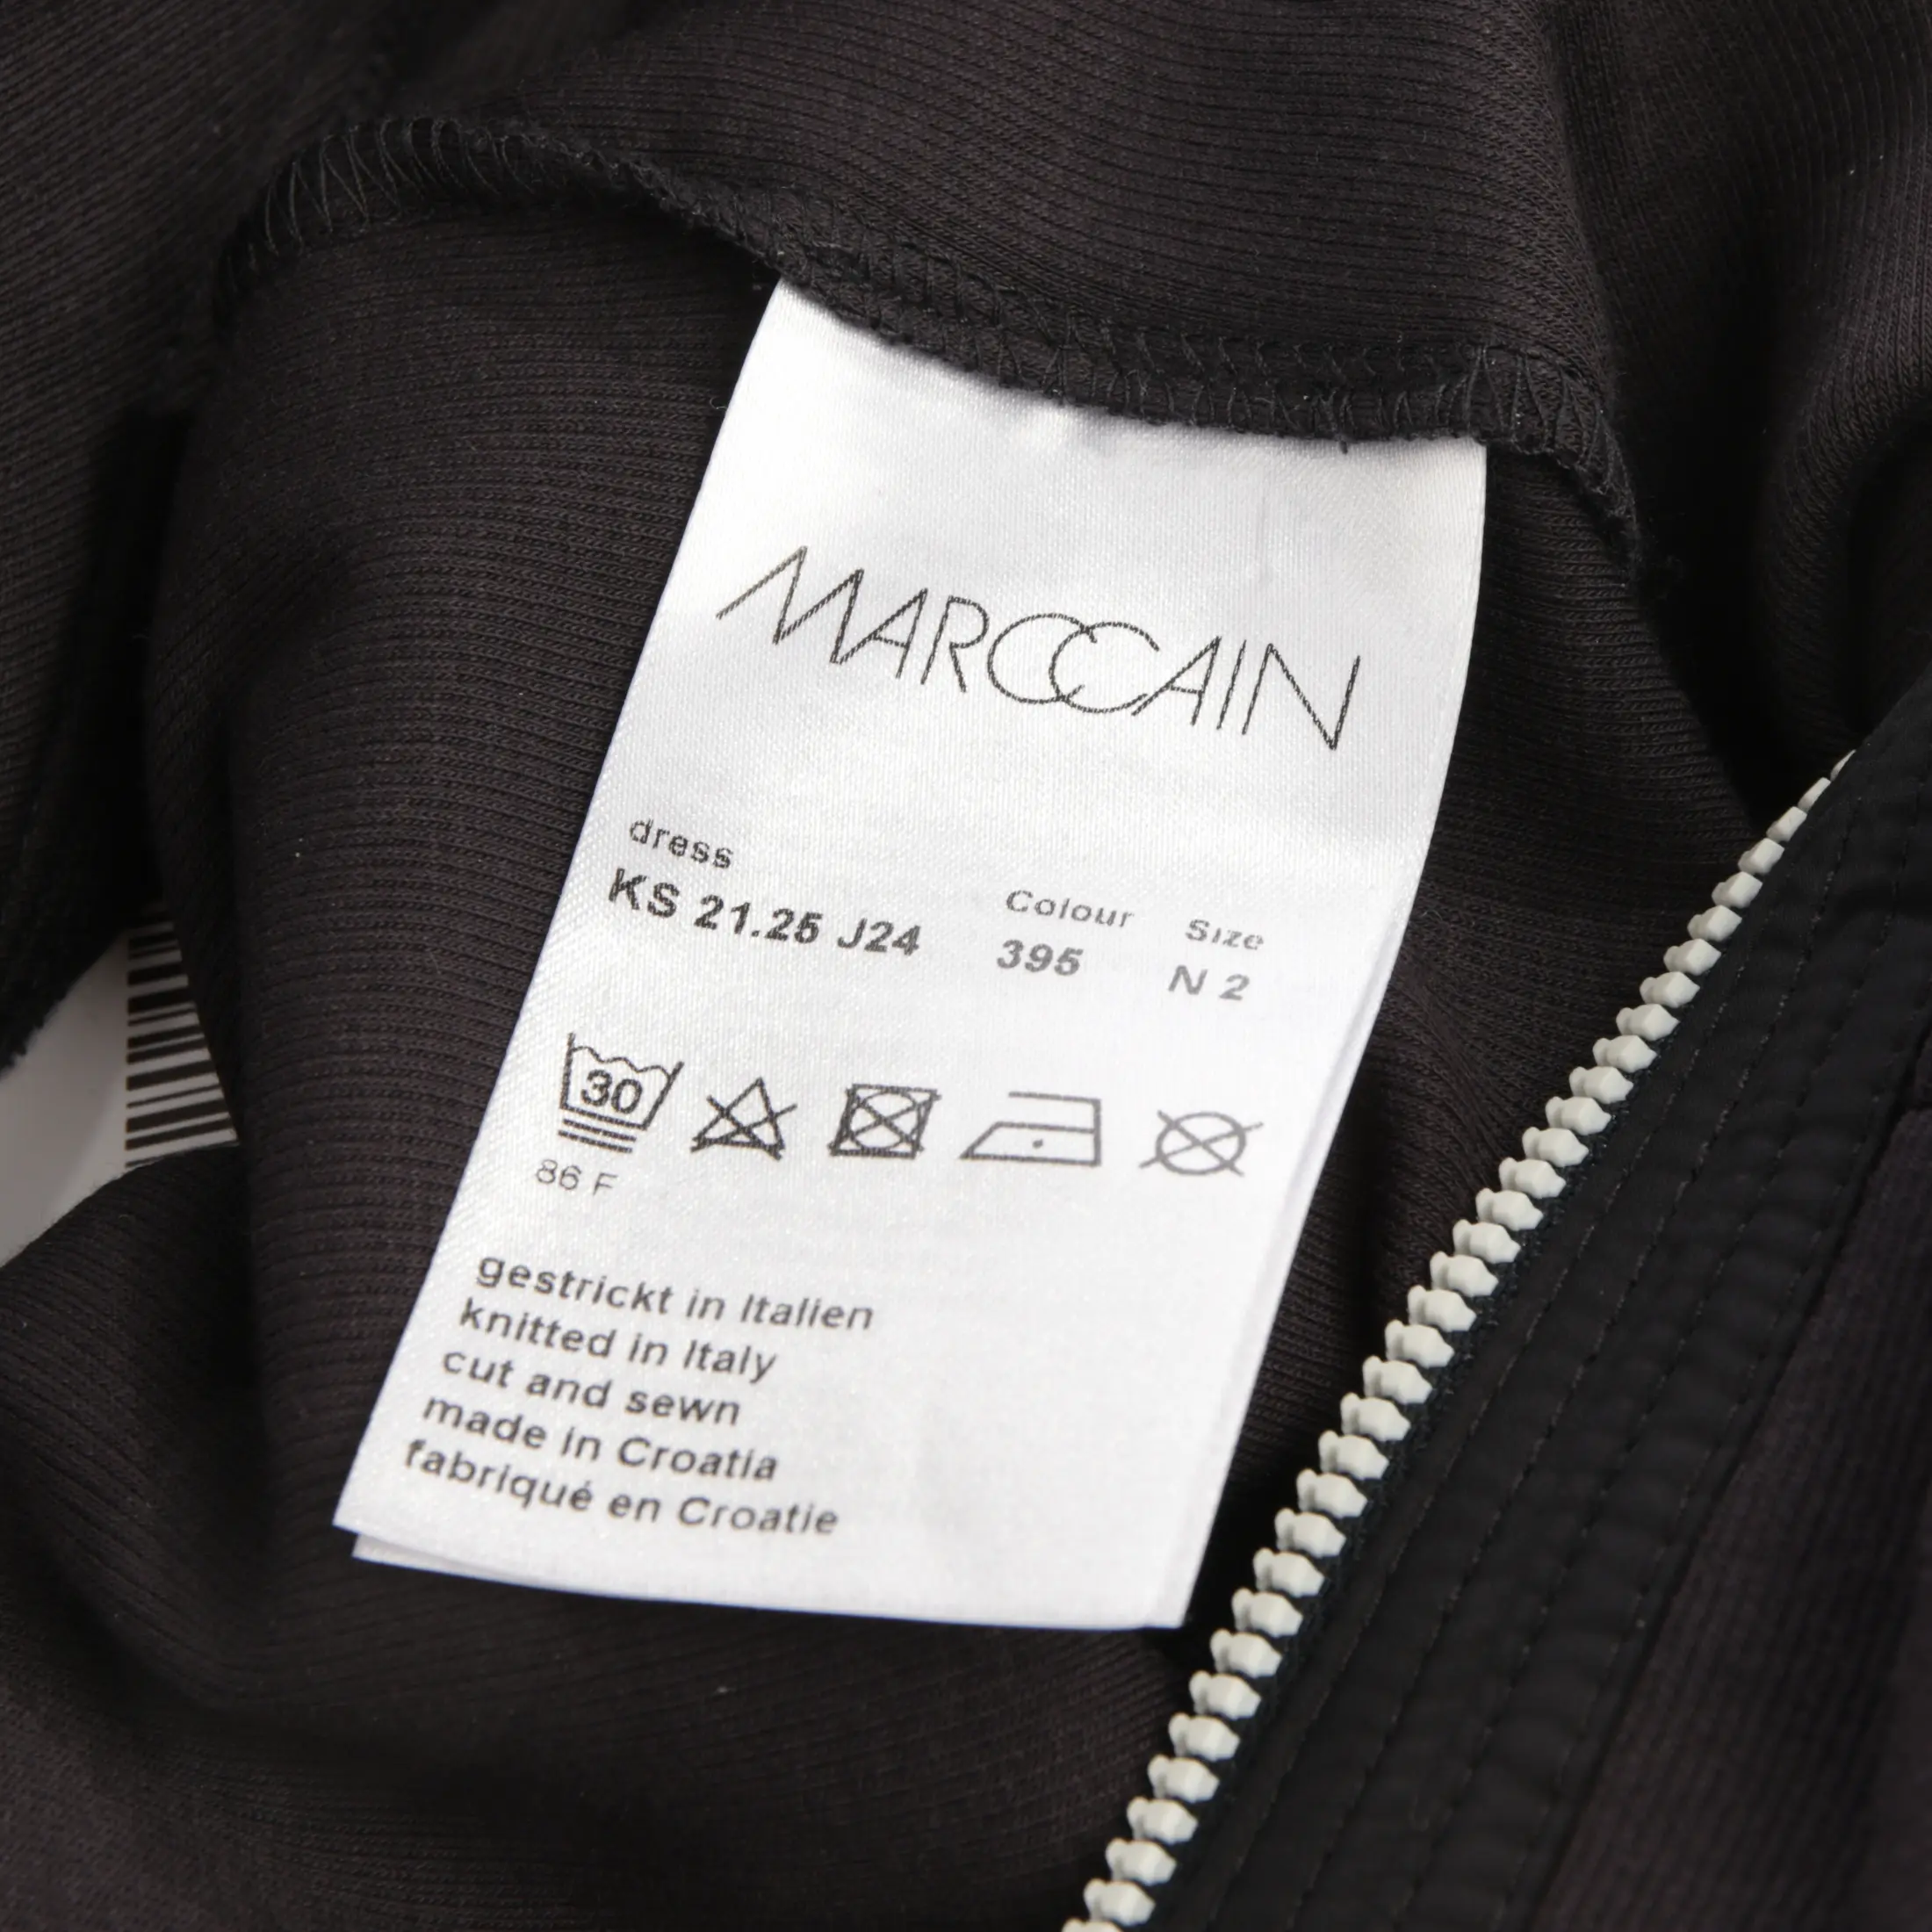 MARCCAIN
dress
Colour Size
KS 21.25 J24 395 N 2
30
86 F
gestrickt in Italien
knitted in Italy
cut and sewn
made in Croatia
fabriqué en Croatie